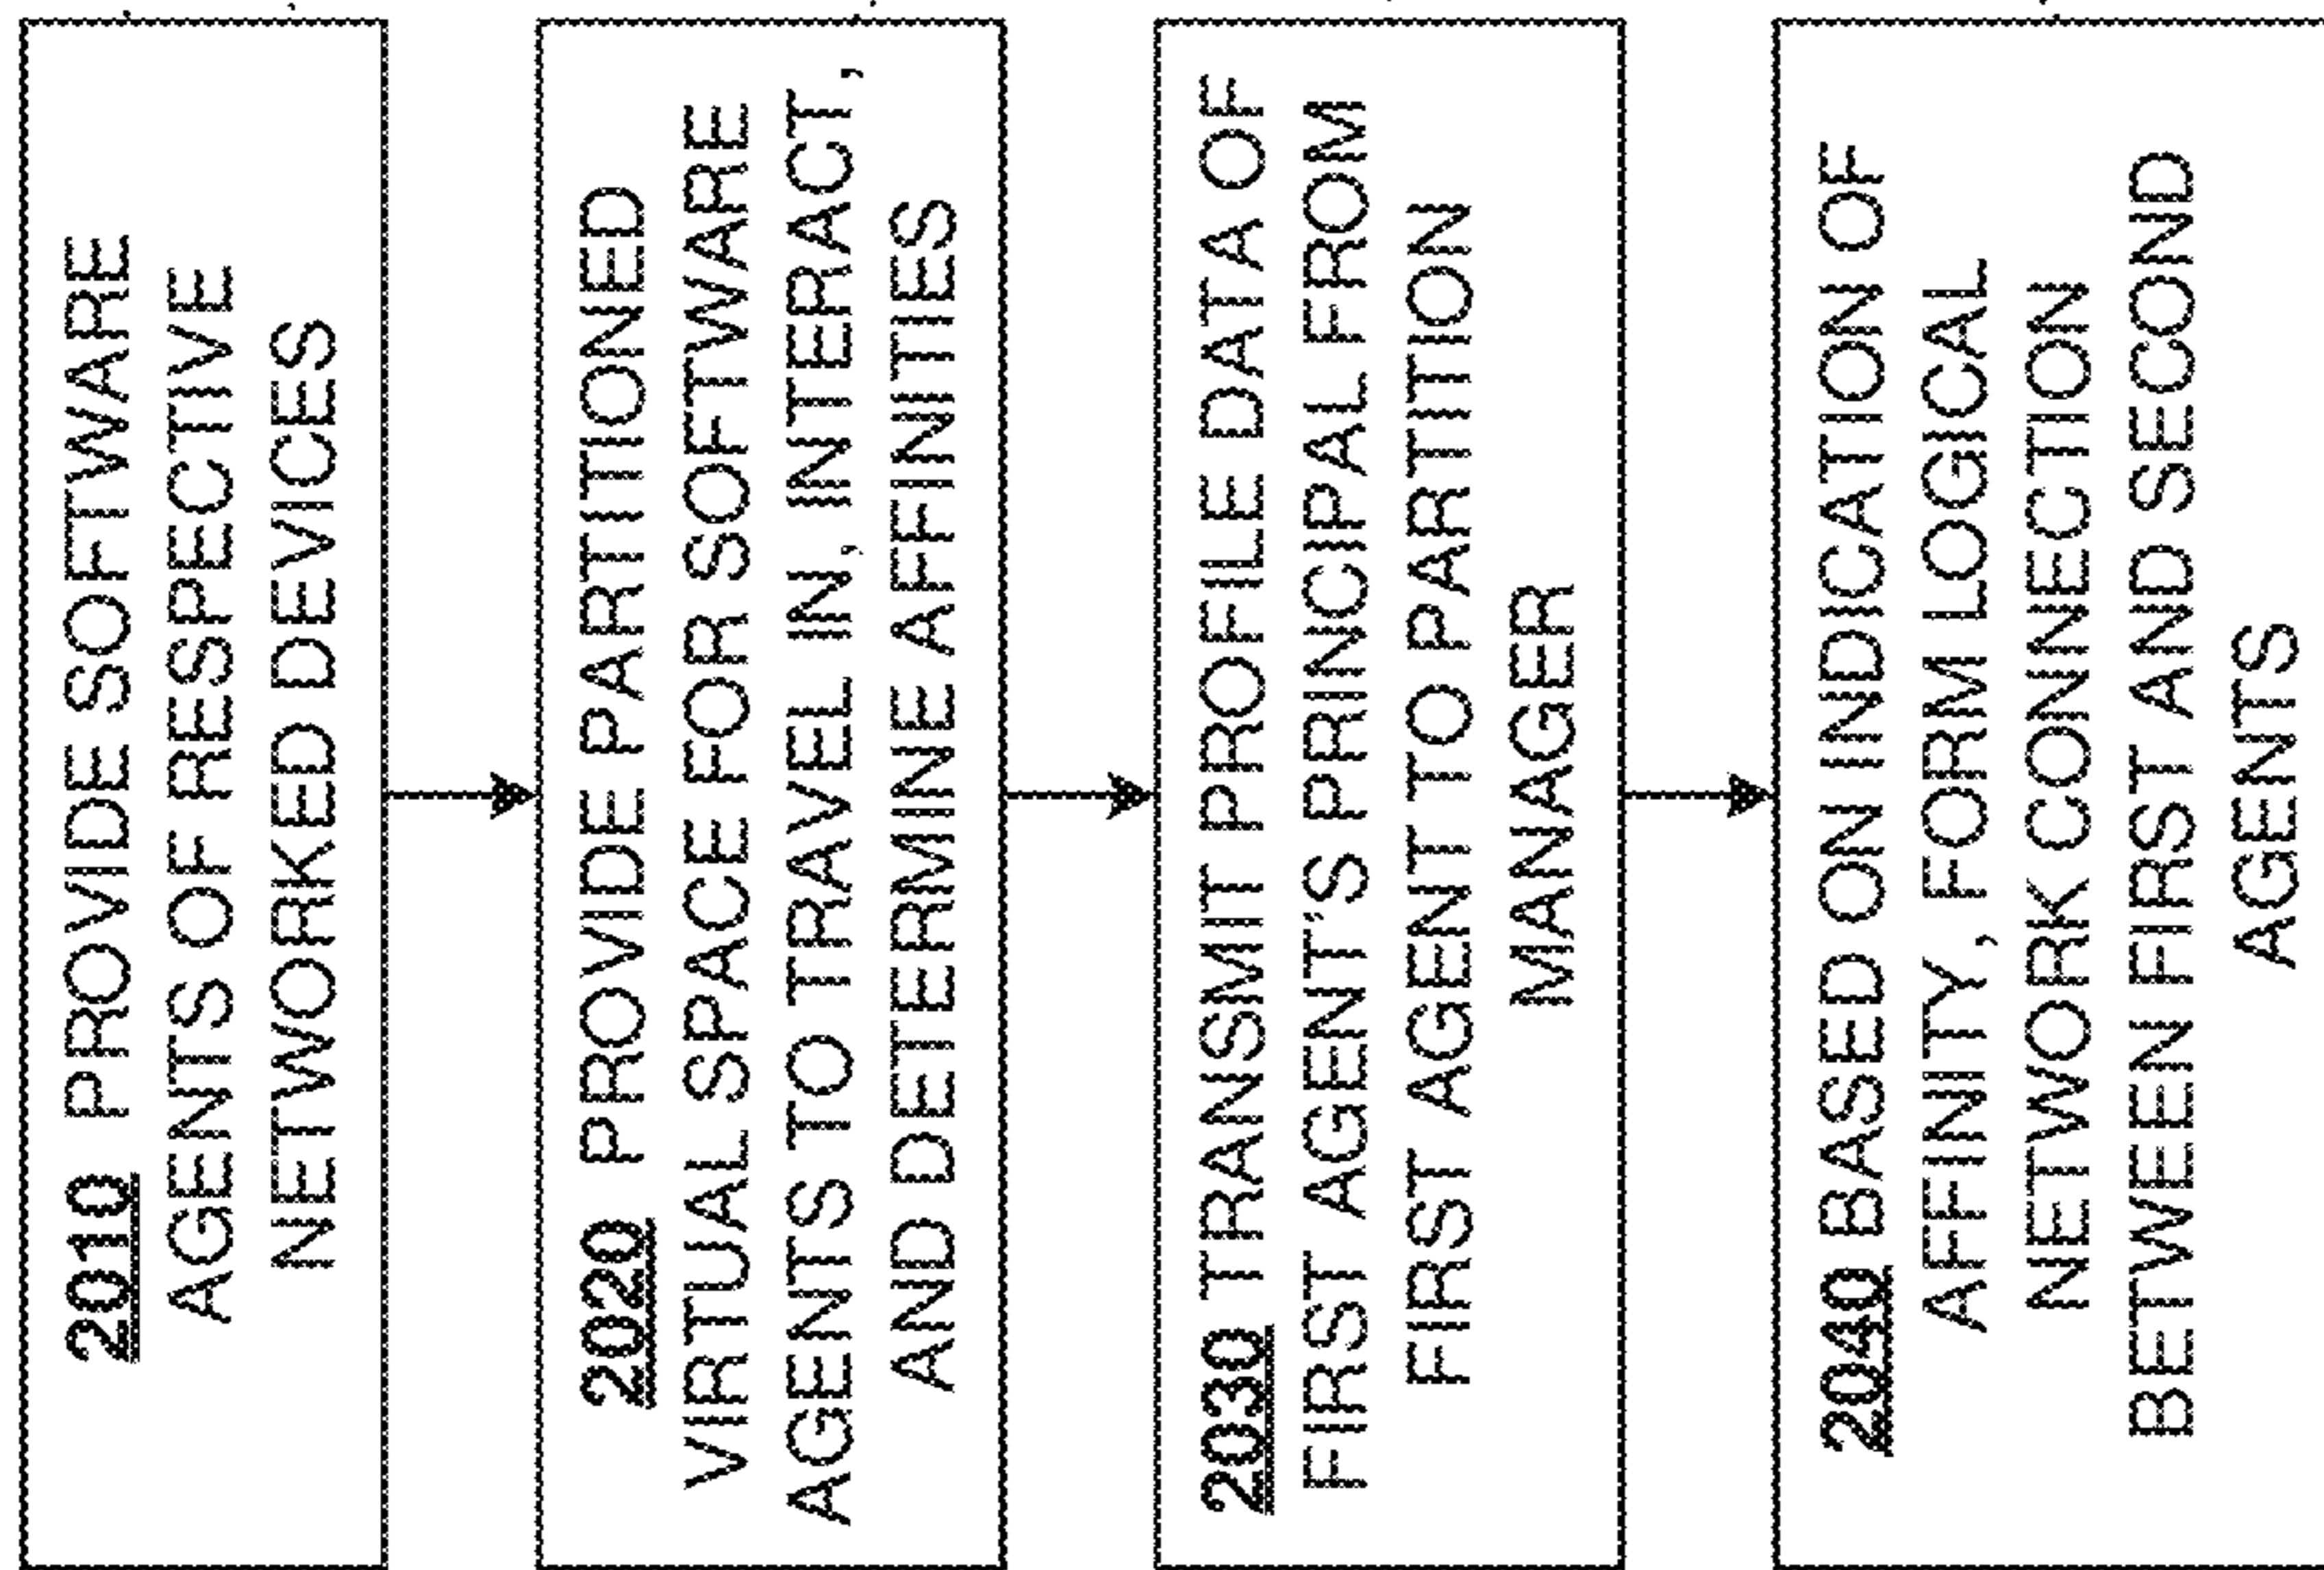 2010 PROVIDE SOFTWARE
AGENTS OF RESPECTIVE
NETWORKED DEVICES
2020 PROVIDE PARTITIONED
VIRTUAL SPACE FOR SOFTWARE
AGENTS TO TRAVEL IN, INTERACT,
AND DETERMINE AFFINITIES
2030 TRANSMIT PROFILE DATA OF
FIRST AGENT'S PRINCIPAL FROM
FIRST AGENT TO PARTITION
MANAGER
2040 BASED ON INDICATION OF
AFFINITY, FORM LOGICAL
NETWORK CONNECTION
BETWEEN FIRST AND SECOND
AGENTS